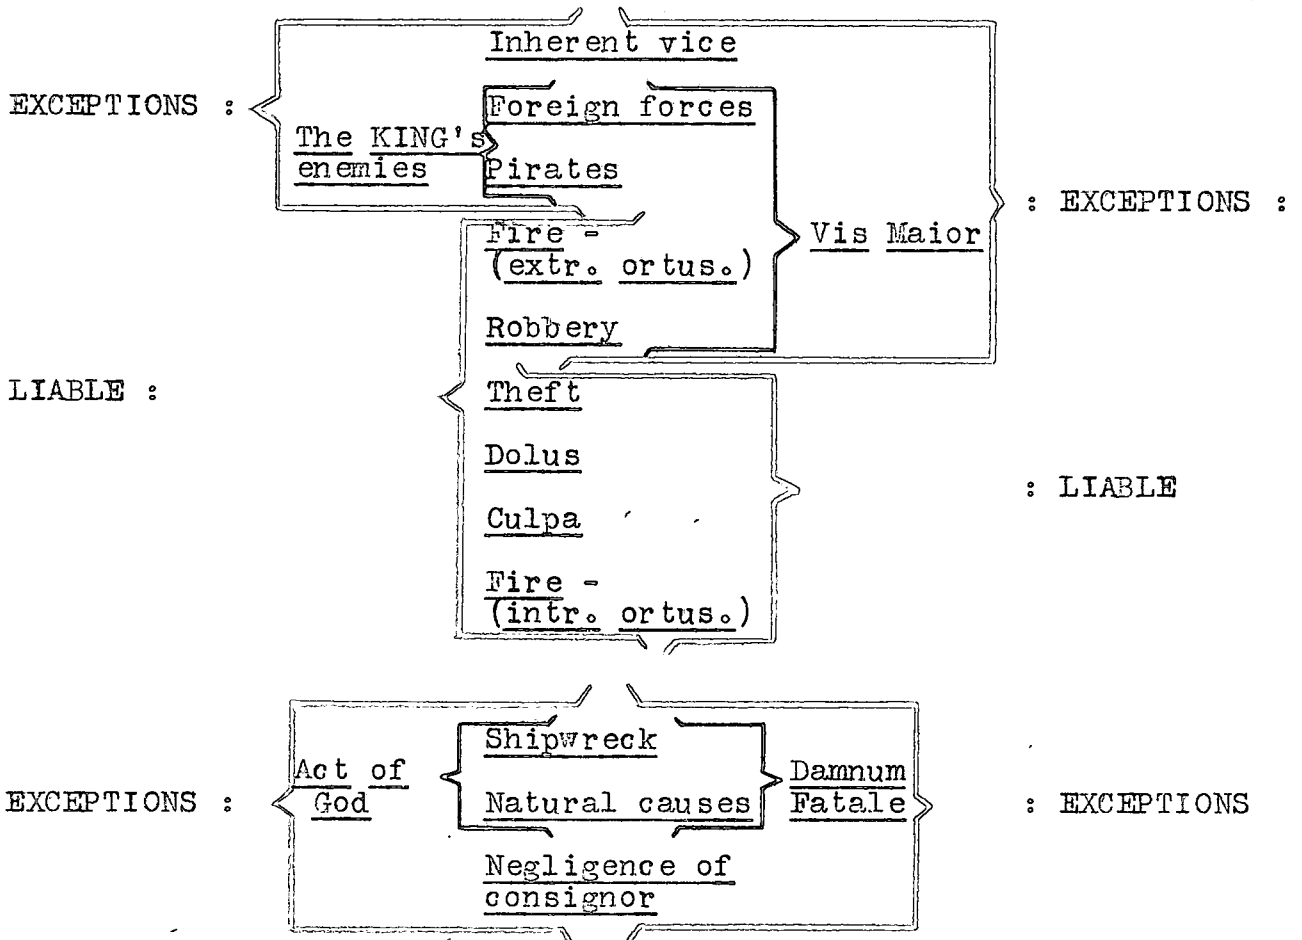 Inherent vice
EXCEPTIONS :
Foreign forces
The KING's
enemies
Pirates
: EXCEPTIONS :
Fire -
(extr. ortus.)
Vis Maior
Robbery
LIABLE :
Theft
Dolus
: LIABLE
Culpa
Fire -
(intr. ortus.)
Shipwreck
Act of
God
Damnum
Fatale
EXCEPTIONS :
Natural causes
: EXCEPTIONS
Negligence of
consignor